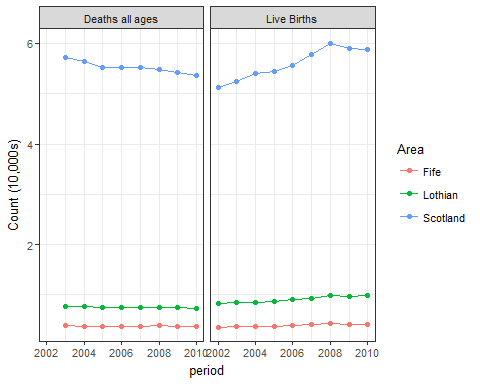 Deaths all ages
Live Births
6
4
2
Count (10,000s)
2002 2004 2006 2008 2010
2002 2004 2006 2008 2010
period
Area
Fife
Lothian
Scotland